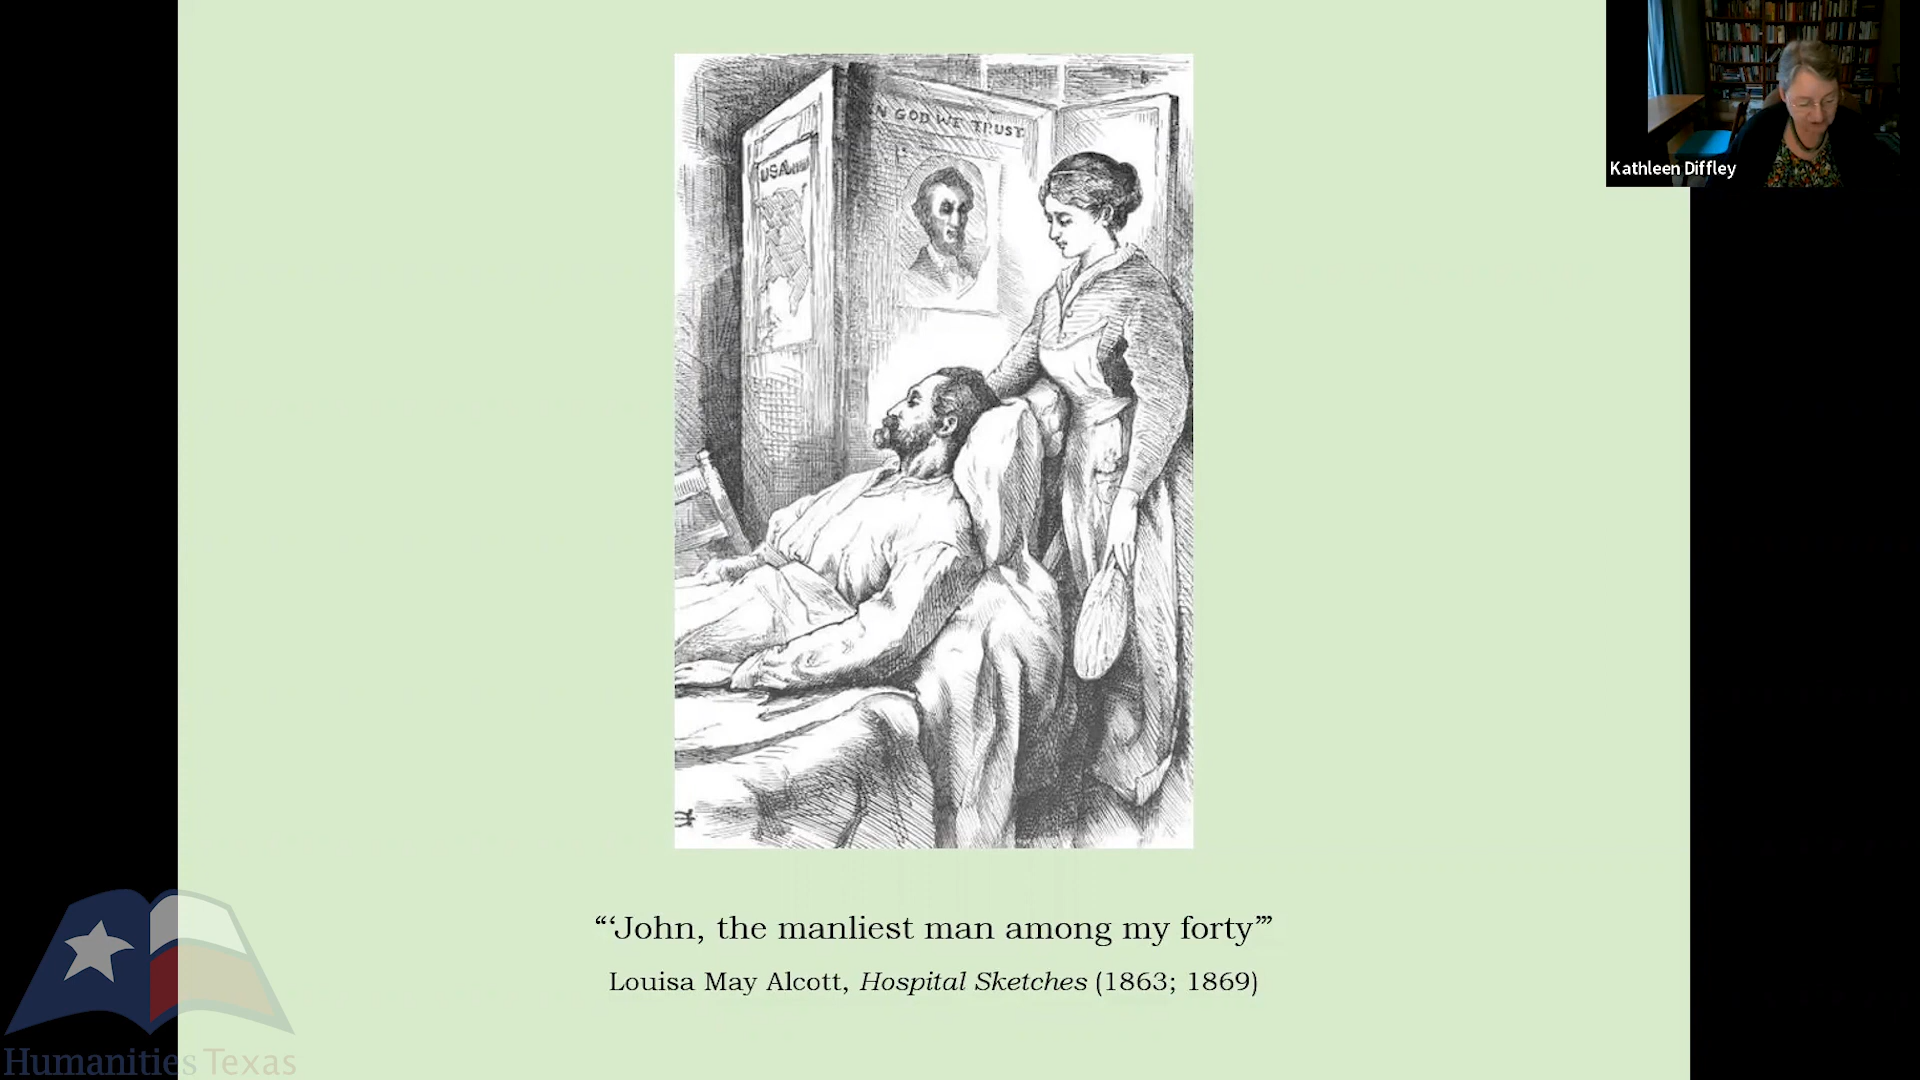 N GOD WE TRUST
USA
Kathleen Diffley
“‘John, the manliest man among my forty’”
Louisa May Alcott, Hospital Sketches (1863; 1869)
Humanities Texas